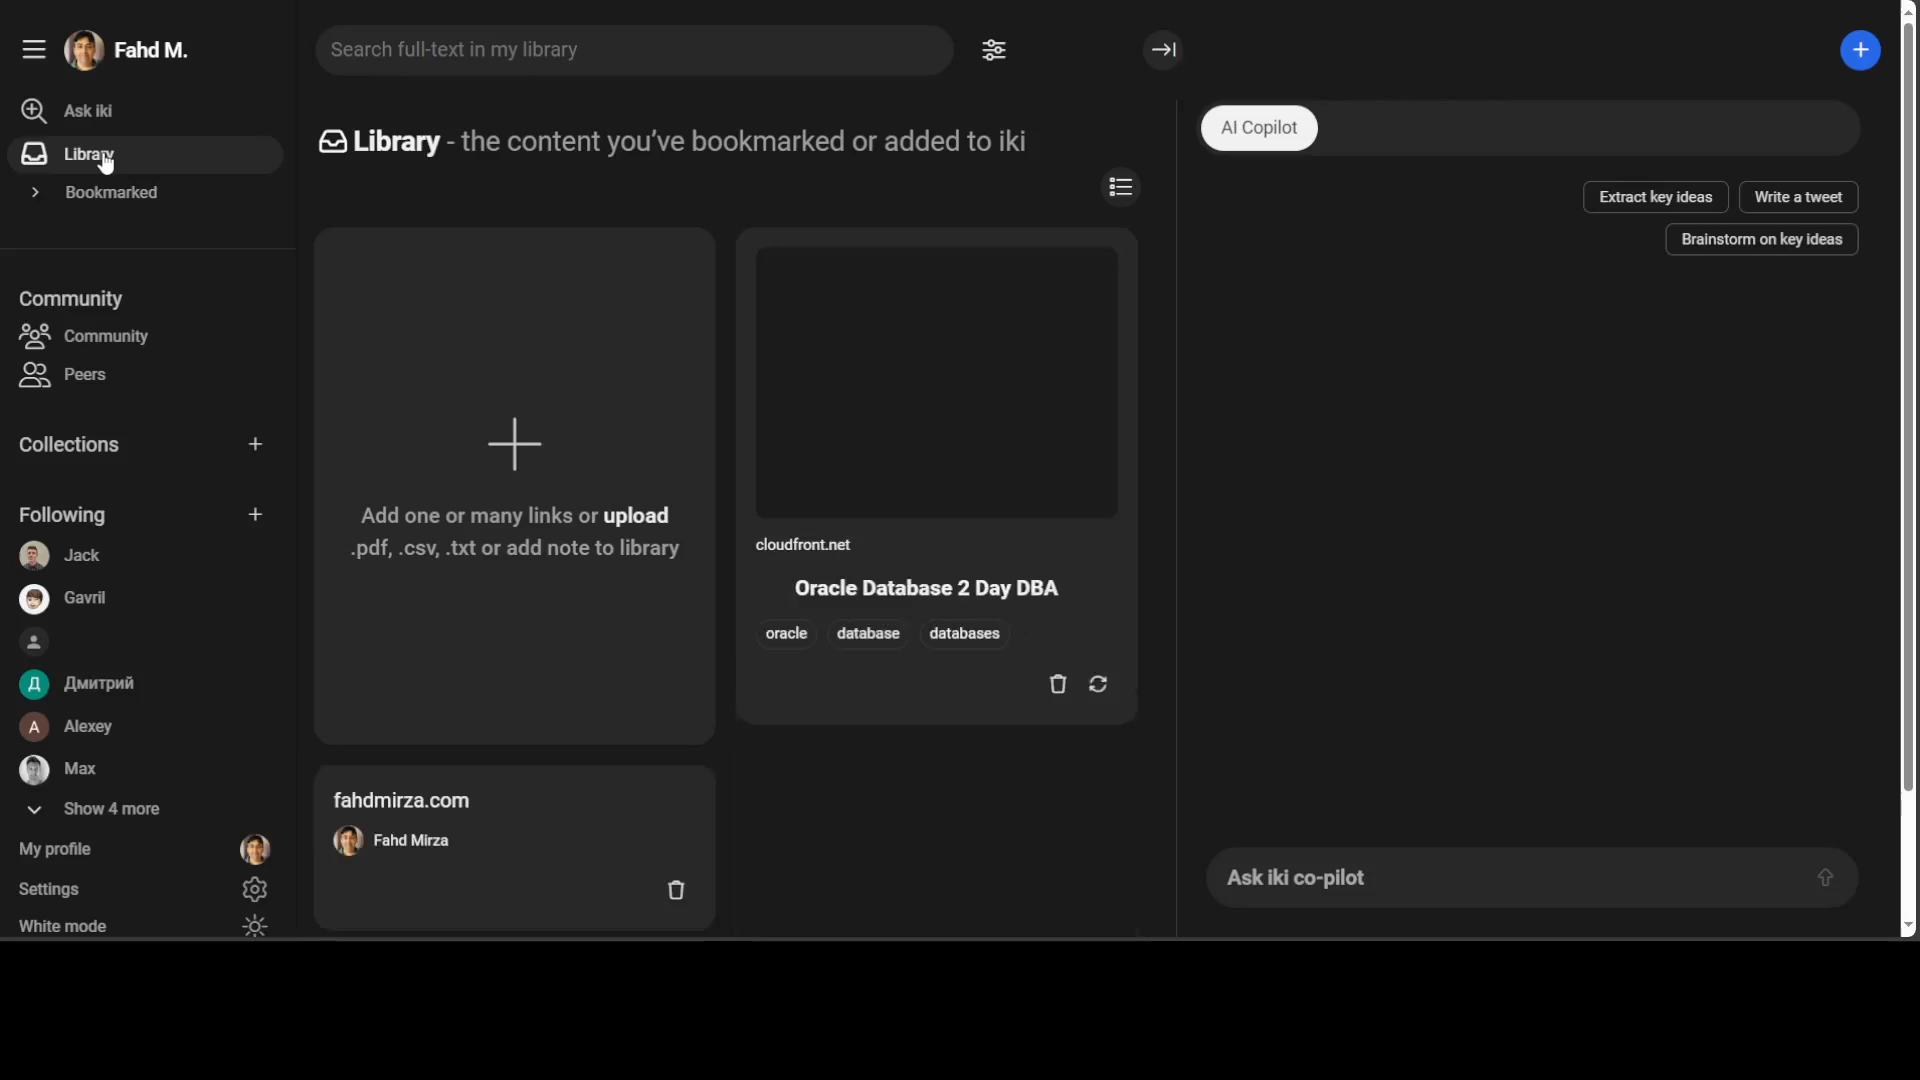 Fahd M.
Ask iki
Library
Bookmarked
Community
Community
Peers
Collections
Following
Jack
Gavril
Д Дмитрий
A Alexey
Max
Show 4 more
My profile
Settings
White mode
Search full-text in my library
Library - the content you’ve bookmarked or added to iki
Add one or many links or upload
.pdf, .csv, .txt or add note to library
cloudfront.net
Oracle Database 2 Day DBA
oracle database databases
fahdmirza.com
Fahd Mirza
AI Copilot
Extract key ideas Write a tweet
Brainstorm on key ideas
Ask iki co-pilot